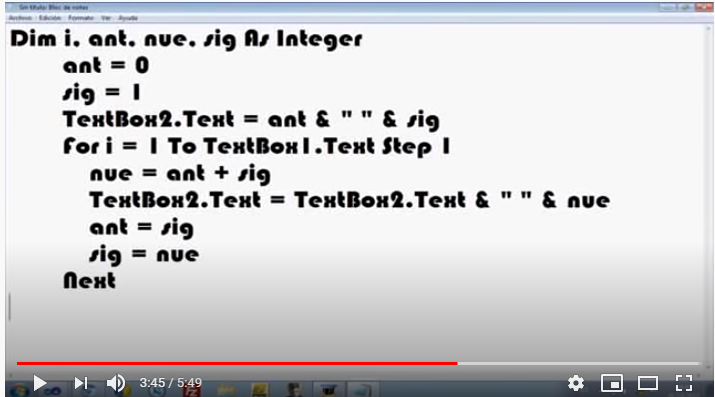 Sin título: Bloc de notas
Archivo Edición Formato Ver Ayuda
Dim i, ant, nue, sig As Integer
ant = 0
sig = 1
TextBox2.Text = ant & " " & sig
For i = 1 To TextBox1.Text Step 1
nue = ant + sig
TextBox2.Text = TextBox2.Text & " " & nue
ant = sig
sig = nue
Next
3:45 / 5:49